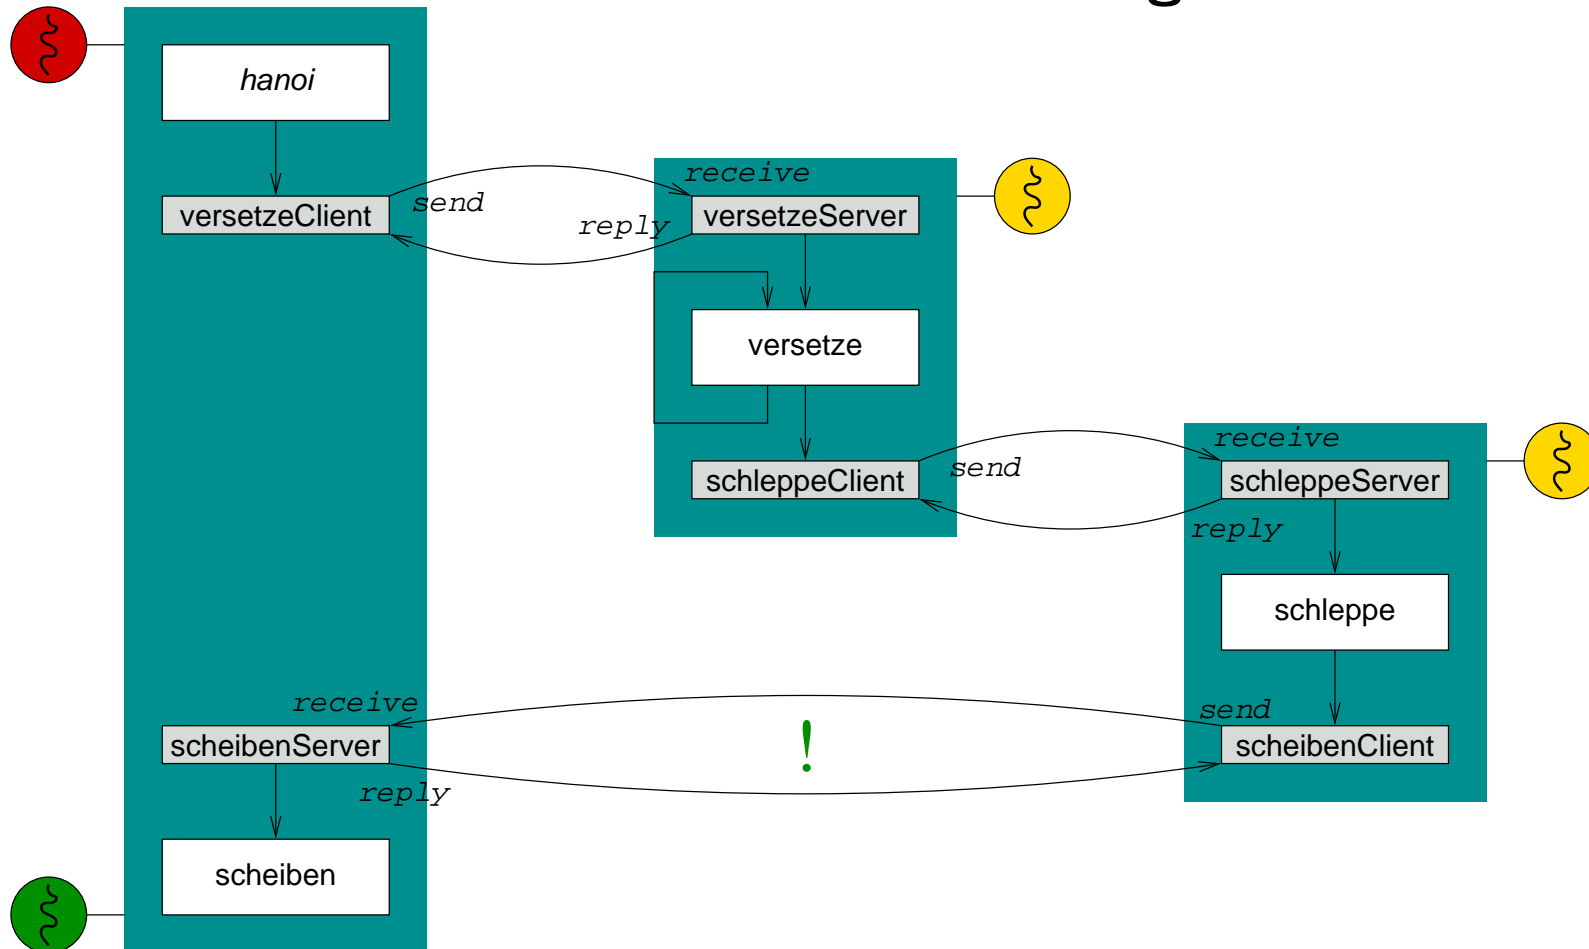 g
hanoi
receive
versetzeClient
send
reply
versetzeServer
versetze
receive
schleppeClient
send
schleppeServer
reply
schleppe
receive
send
scheibenServer
!
scheibenClient
reply
scheiben